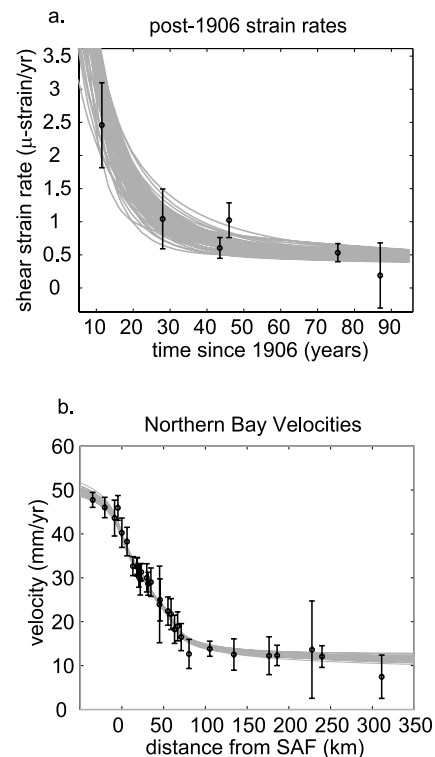 a.
post-1906 strain rates
3.5
3
2.5
2
1.5
1
0.5
0
shear strain rate (μ-strain/yr)
10 20 30 40 50 60 70 80 90
time since 1906 (years)
b.
Northern Bay Velocities
60
50
40
30
20
10
0
velocity (mm/yr)
0 50 100 150 200 250 300 350
distance from SAF (km)